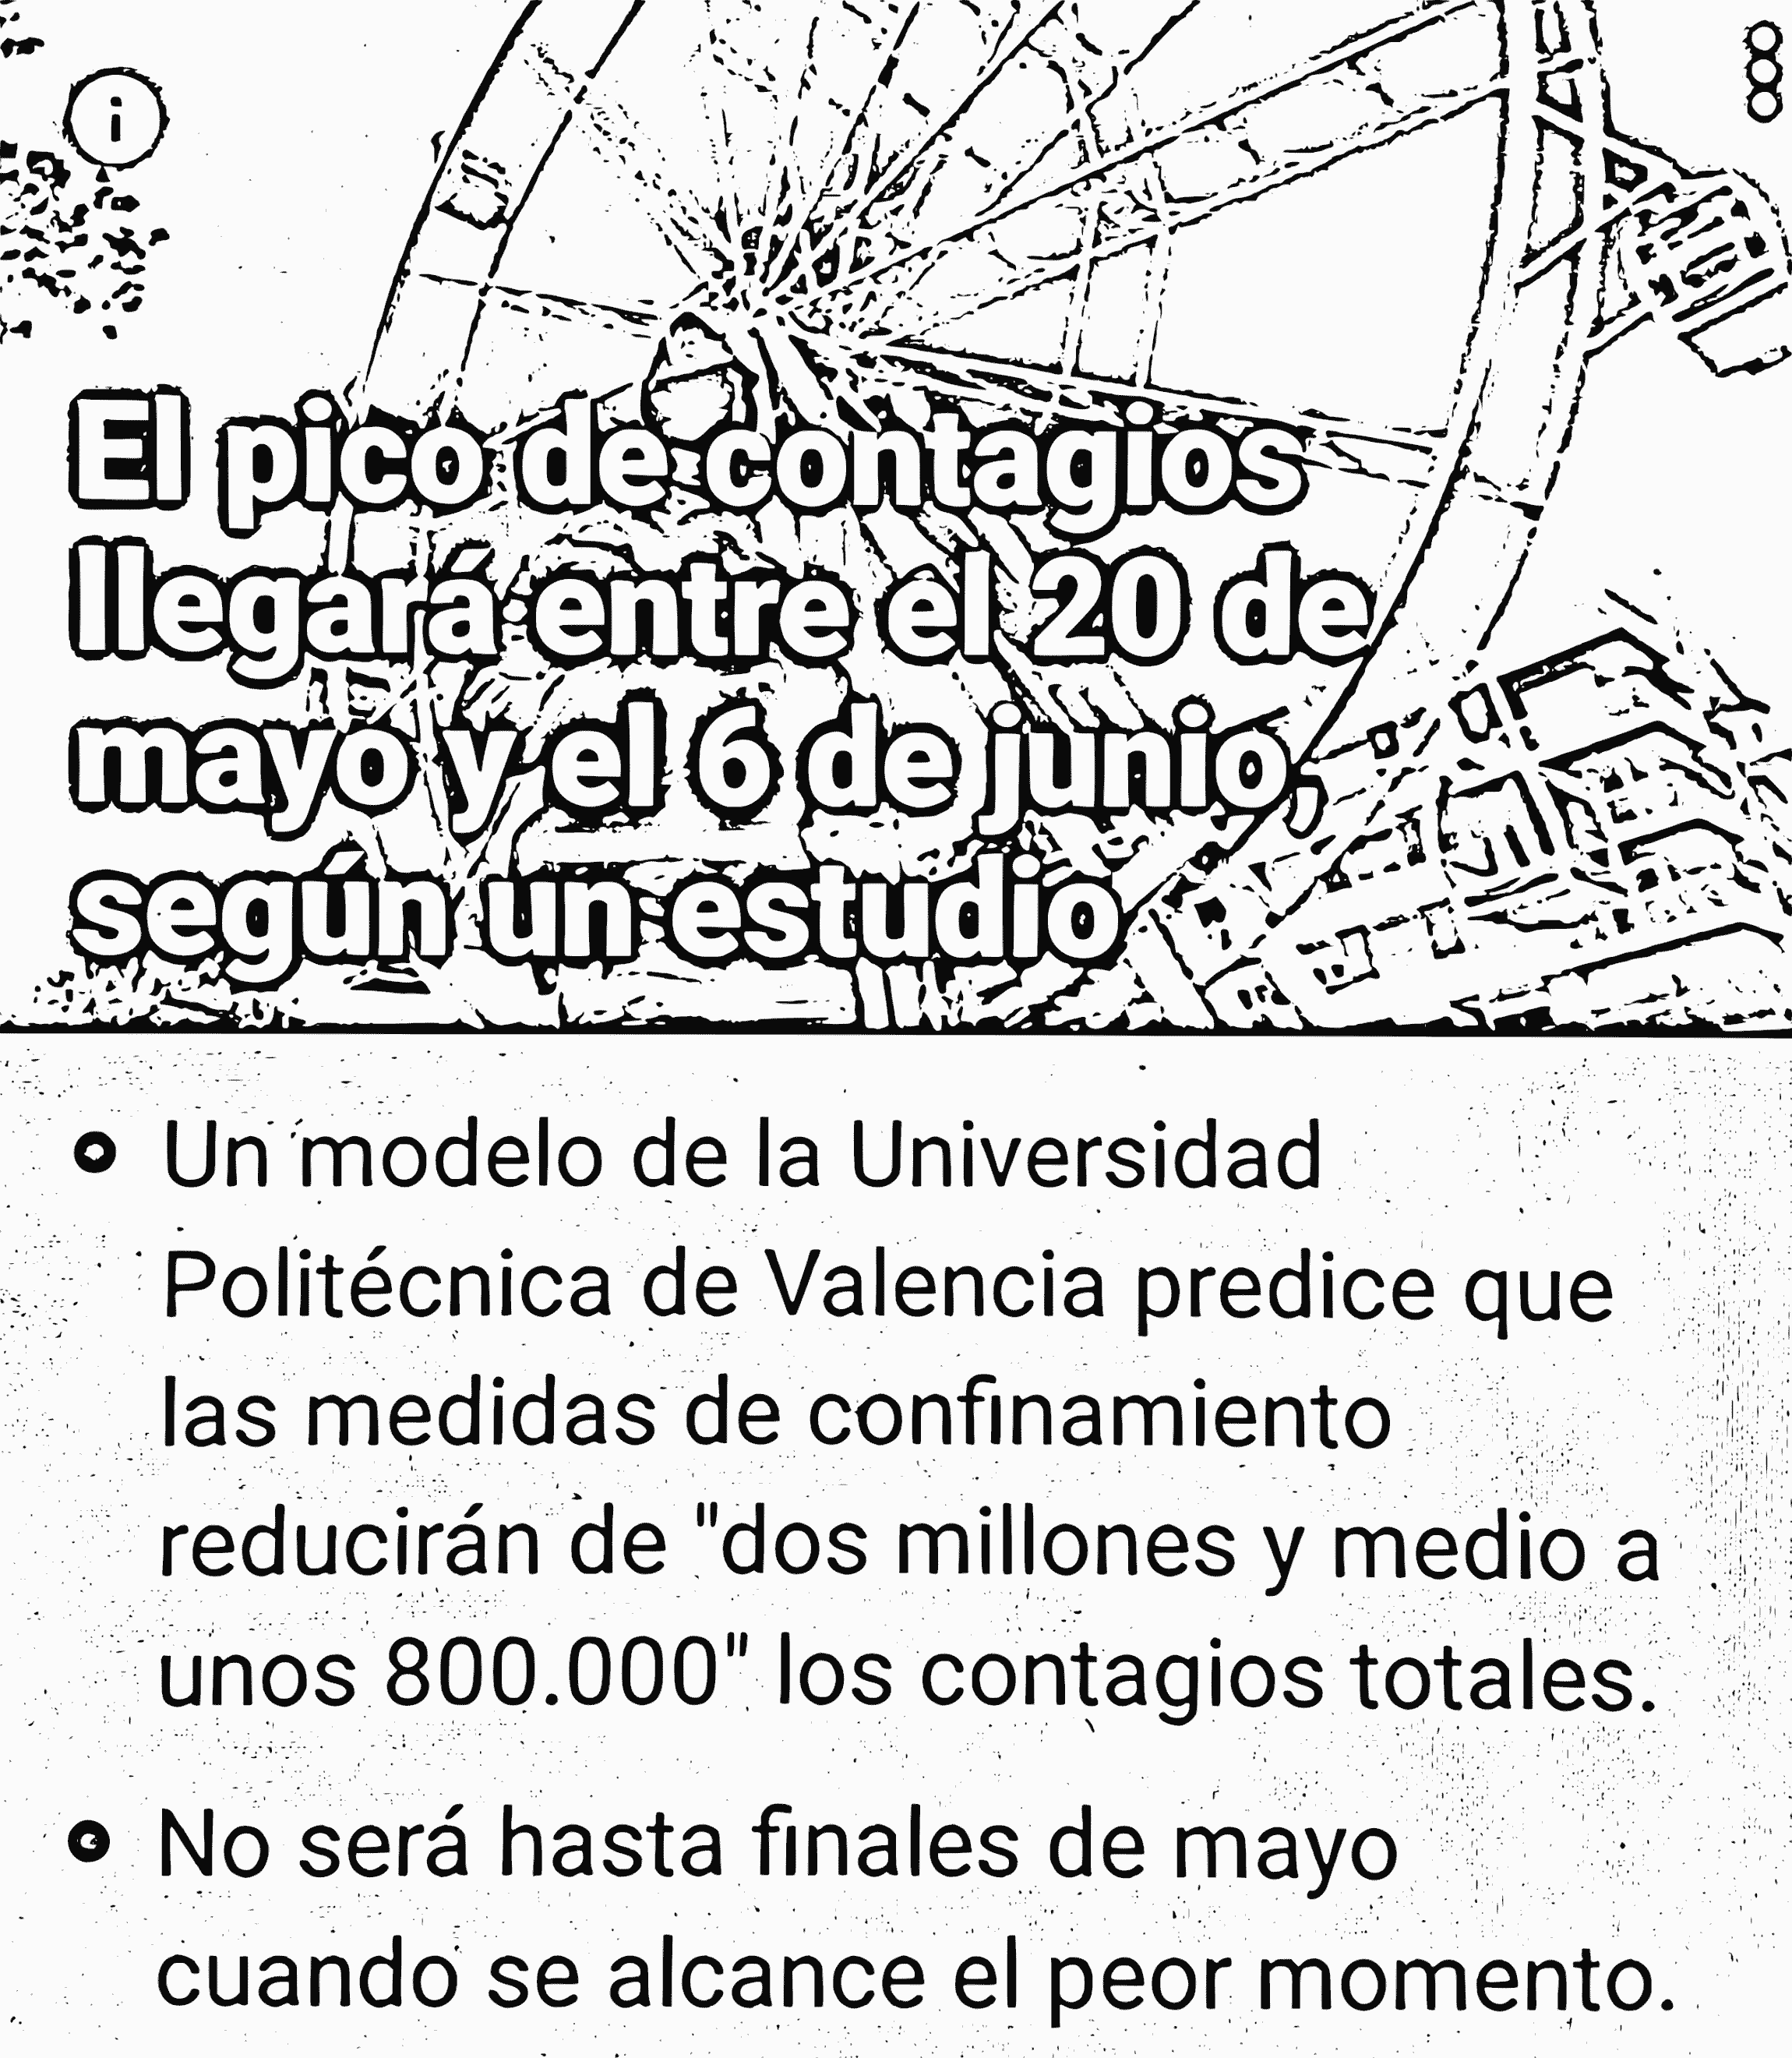 El pico de contagios
llegará entre el 20 de
mayo y el 6 de junio,
según un estudio
Un modelo de la Universidad
Politécnica de Valencia predice que
las medidas de confinamiento
reducirán de "dos millones y medio a
unos 800.000" los contagios totales.
No será hasta finales de mayo
cuando se alcance el peor momento.